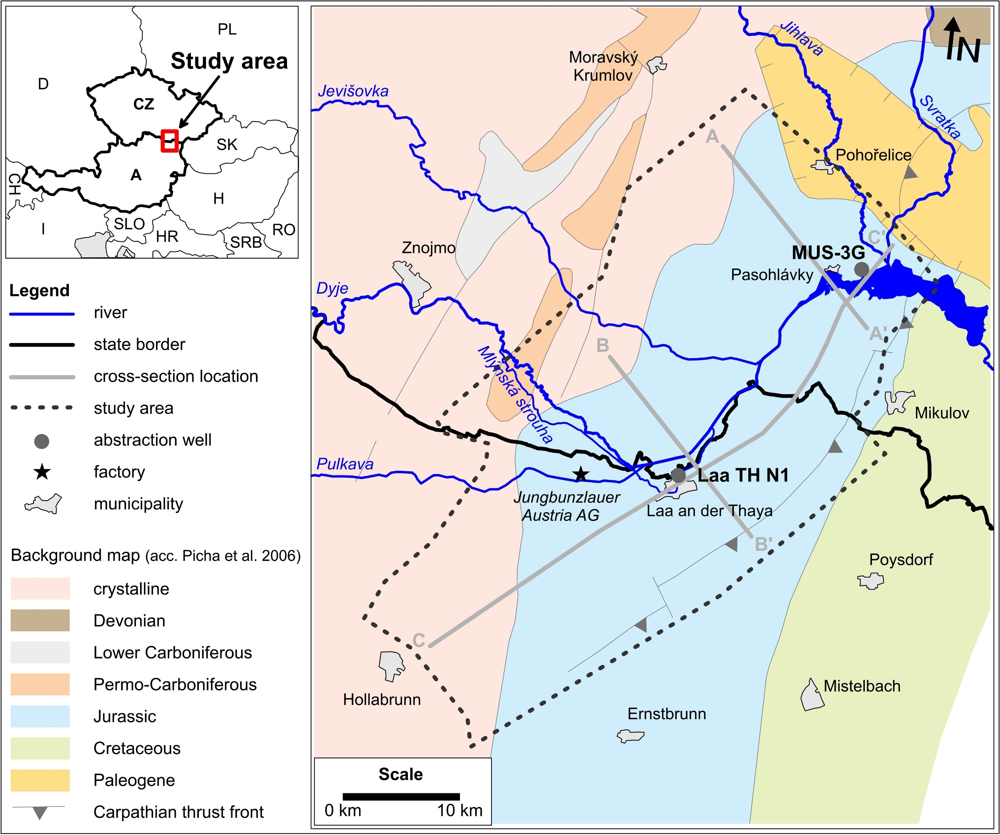 PL
Study area
D
CZ
SK
A
CH
H
I
SLO
HR
SRB
RO
Legend
river
state border
cross-section location
study area
abstraction well
factory
municipality
Background map (acc. Picha et al. 2006)
crystalline
Devonian
Lower Carboniferous
Permo-Carboniferous
Jurassic
Cretaceous
Paleogene
Carpathian thrust front
N
Jihlava
Moravský
Krumlov
Jevišovka
Svratka
A
Pohořelice
C'
Znojmo
MUS-3G
Pasohlávky
Dyje
A'
B
Mlýnská strouha
Mikulov
Pulkava
Laa TH N1
Jungbunzlauer
Austria AG
Laa an der Thaya
B'
Poysdorf
C
Hollabrunn
Mistelbach
Ernstbrunn
Scale
0 km
10 km